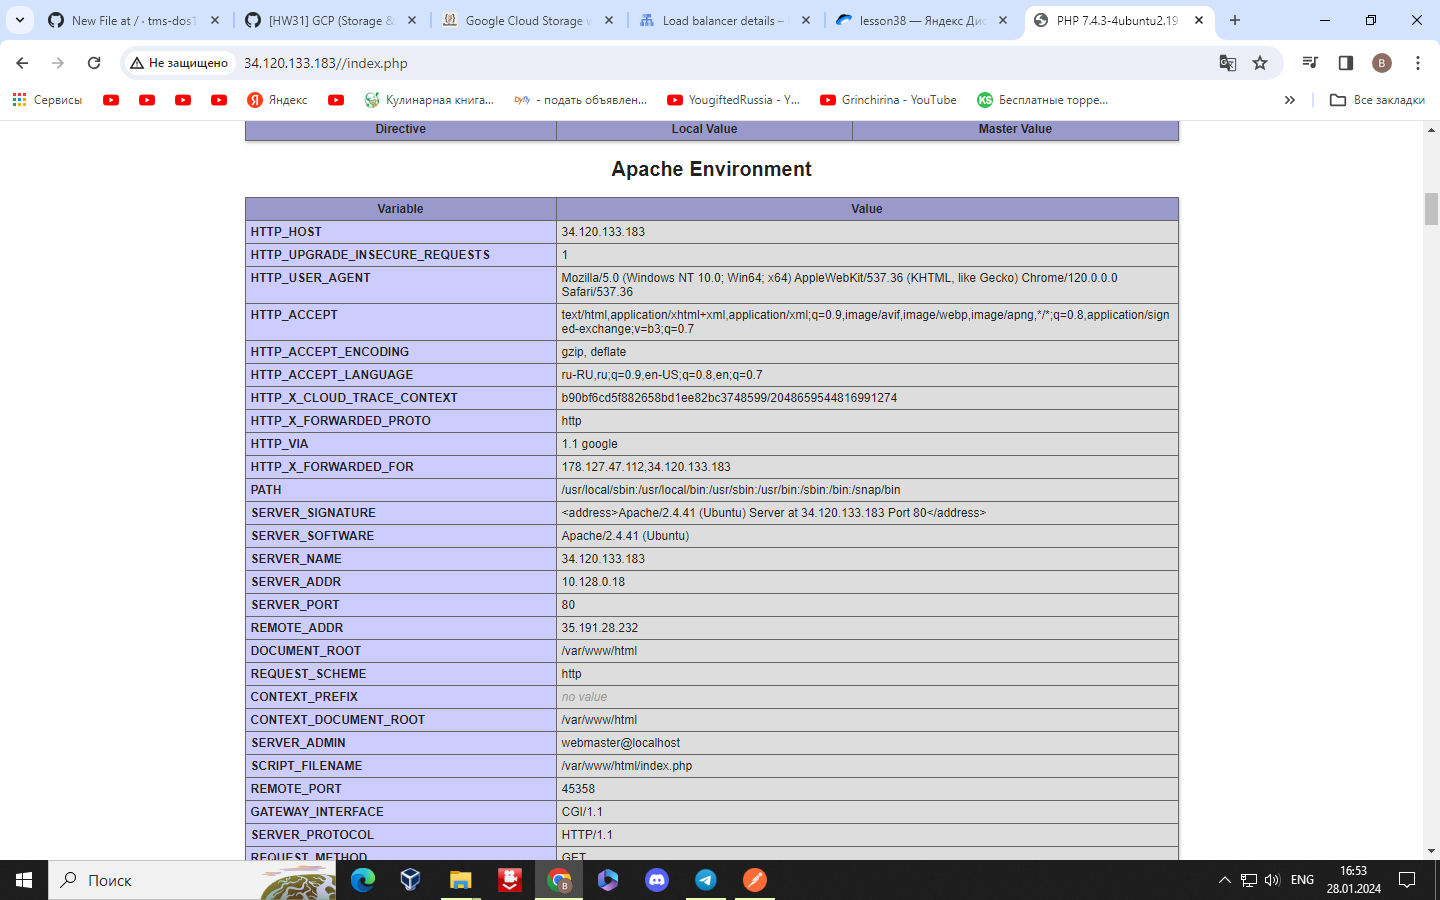 New File at / · tms-dos1
[HW31] GCP (Storage &
Google Cloud Storage w
Load balancer details –
lesson38 — Яндекс Дис
PHP 7.4.3-4ubuntu2.19
Не защищено
34.120.133.183//index.php
B
Сервисы
Яндекс
Кулинарная книга...
bfly - подать объявлен...
YougiftedRussia - Y...
Grinchirina - YouTube
KS Бесплатные торре...
Все закладки
Directive Local Value Master Value
Apache Environment
Variable Value
HTTP_HOST 34.120.133.183
HTTP_UPGRADE_INSECURE_REQUESTS 1
HTTP_USER_AGENT Mozilla/5.0 (Windows NT 10.0; Win64; x64) AppleWebKit/537.36 (KHTML, like Gecko) Chrome/120.0.0.0
Safari/537.36
HTTP_ACCEPT text/html,application/xhtml+xml,application/xml;q=0.9,image/avif,image/webp,image/apng,*/*;q=0.8,application/sign
ed-exchange;v=b3;q=0.7
HTTP_ACCEPT_ENCODING gzip, deflate
HTTP_ACCEPT_LANGUAGE ru-RU,ru;q=0.9,en-US;q=0.8,en;q=0.7
HTTP_X_CLOUD_TRACE_CONTEXT b90bf6cd5f882658bd1ee82bc3748599/2048659544816991274
HTTP_X_FORWARDED_PROTO http
HTTP_VIA 1.1 google
HTTP_X_FORWARDED_FOR 178.127.47.112,34.120.133.183
PATH /usr/local/sbin:/usr/local/bin:/usr/sbin:/usr/bin:/sbin:/bin:/snap/bin
SERVER_SIGNATURE <address>Apache/2.4.41 (Ubuntu) Server at 34.120.133.183 Port 80</address>
SERVER_SOFTWARE Apache/2.4.41 (Ubuntu)
SERVER_NAME 34.120.133.183
SERVER_ADDR 10.128.0.18
SERVER_PORT 80
REMOTE_ADDR 35.191.28.232
DOCUMENT_ROOT /var/www/html
REQUEST_SCHEME http
CONTEXT_PREFIX no value
CONTEXT_DOCUMENT_ROOT /var/www/html
SERVER_ADMIN webmaster@localhost
SCRIPT_FILENAME /var/www/html/index.php
REMOTE_PORT 45358
GATEWAY_INTERFACE CGI/1.1
SERVER_PROTOCOL HTTP/1.1
REQUEST_METHOD GET
Поиск
B
ENG
16:53
28.01.2024